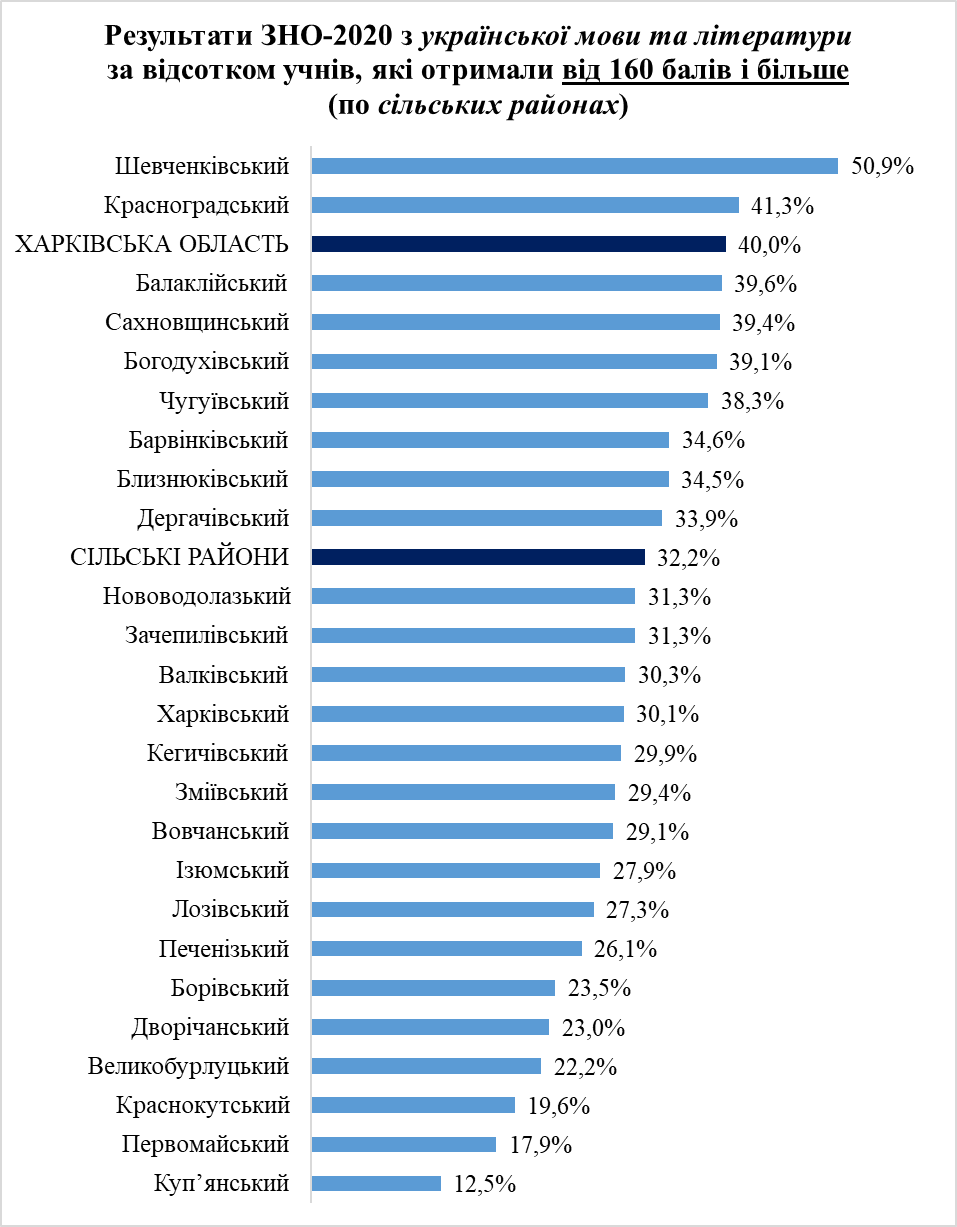 Результати ЗНО-2020 з української мови та літератури
за відсотком учнів, які отримали від 160 балів і більше
(по сільських районах)
Шевченківський 50,9%
Красноградський 41,3%
ХАРКІВСЬКА ОБЛАСТЬ 40,0%
Балаклійський 39,6%
Сахновщинський 39,4%
Богодухівський 39,1%
Чугуївський 38,3%
Барвінківський 34,6%
Близнюківський 34,5%
Дергачівський 33,9%
СІЛЬСЬКІ РАЙОНИ 32,2%
Нововодолазький 31,3%
Зачепилівський 31,3%
Валківський 30,3%
Харківський 30,1%
Кегичівський 29,9%
Зміївський 29,4%
Вовчанський 29,1%
Ізюмський 27,9%
Лозівський 27,3%
Печенізький 26,1%
Борівський 23,5%
Дворічанський 23,0%
Великобурлуцький 22,2%
Краснокутський 19,6%
Первомайський 17,9%
Куп’янський 12,5%